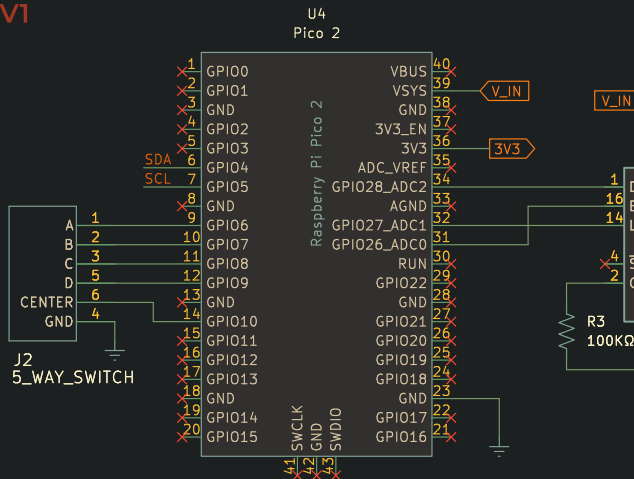 V1
U4
Pico 2
1 GPIO0 VBUS 40
2 GPIO1 VSYS 39 V_IN
3 GND GND 38 V_IN
4 GPIO2 3V3_EN 37
5 GPIO3 3V3 36 3V3
SDA 6 GPIO4 ADC_VREF 35
SCL 7 GPIO5 GPIO28_ADC2 34 1
8 GND AGND 33 16
A 1 9 GPIO6 GPIO27_ADC1 32 14
B 2 10 GPIO7 GPIO26_ADC0 31
C 3 11 GPIO8 RUN 30 4
D 5 12 GPIO9 GPIO22 29 2
CENTER 6 13 GND GND 28
GND 4 14 GPIO10 GPIO21 27 R3
15 GPIO11 GPIO20 26 100KΩ
J2 16 GPIO12 GPIO19 25
5_WAY_SWITCH 17 GPIO13 GPIO18 24
18 GND GND 23
19 GPIO14 GPIO17 22
20 GPIO15 GPIO16 21
Raspberry Pi Pico 2
SWCLK GND SWDIO
41 42 43